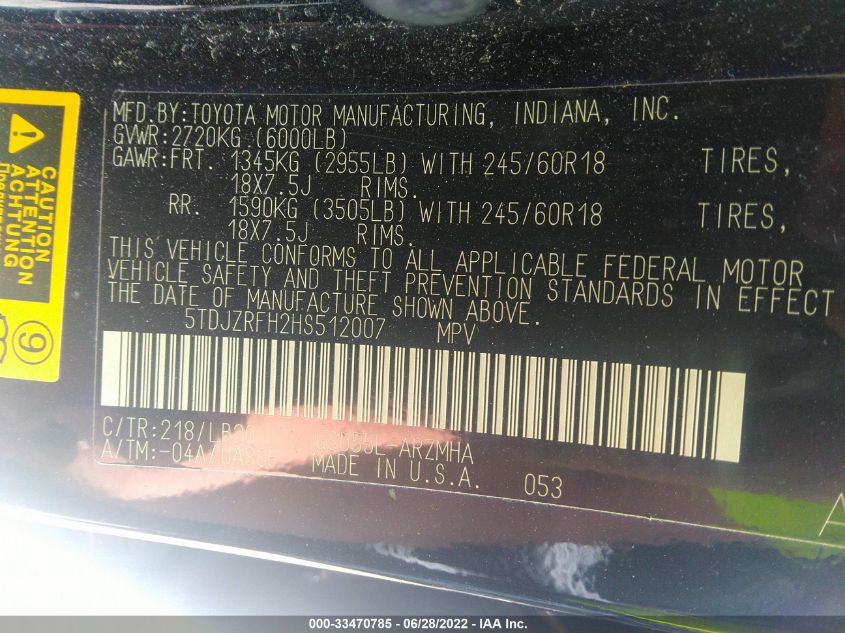 MFD.BY:TOYOTA MOTOR MANUFACTURING, INDIANA, INC.
GVWR:2720KG (6000LB)
GAWR:FRT. 1345KG (2955LB) WITH 245/60R18 TIRES,
18X7.5J RIMS.
RR. 1590KG (3505LB) WITH 245/60R18 TIRES,
18X7.5J RIMS.
THIS VEHICLE CONFORMS TO ALL APPLICABLE FEDERAL MOTOR
VEHICLE SAFETY AND THEFT PREVENTION STANDARDS IN EFFECT
THE DATE OF MANUFACTURE SHOWN ABOVE.
5TDJZRFH2HS512007 MPV
C/TR:218/
A/TM:-04A/
MADE IN U.S.A. 053
A
CAUTION
ATTENTION
ACHTUNG
9
000-33470785 - 06/28/2022 - IAA Inc.